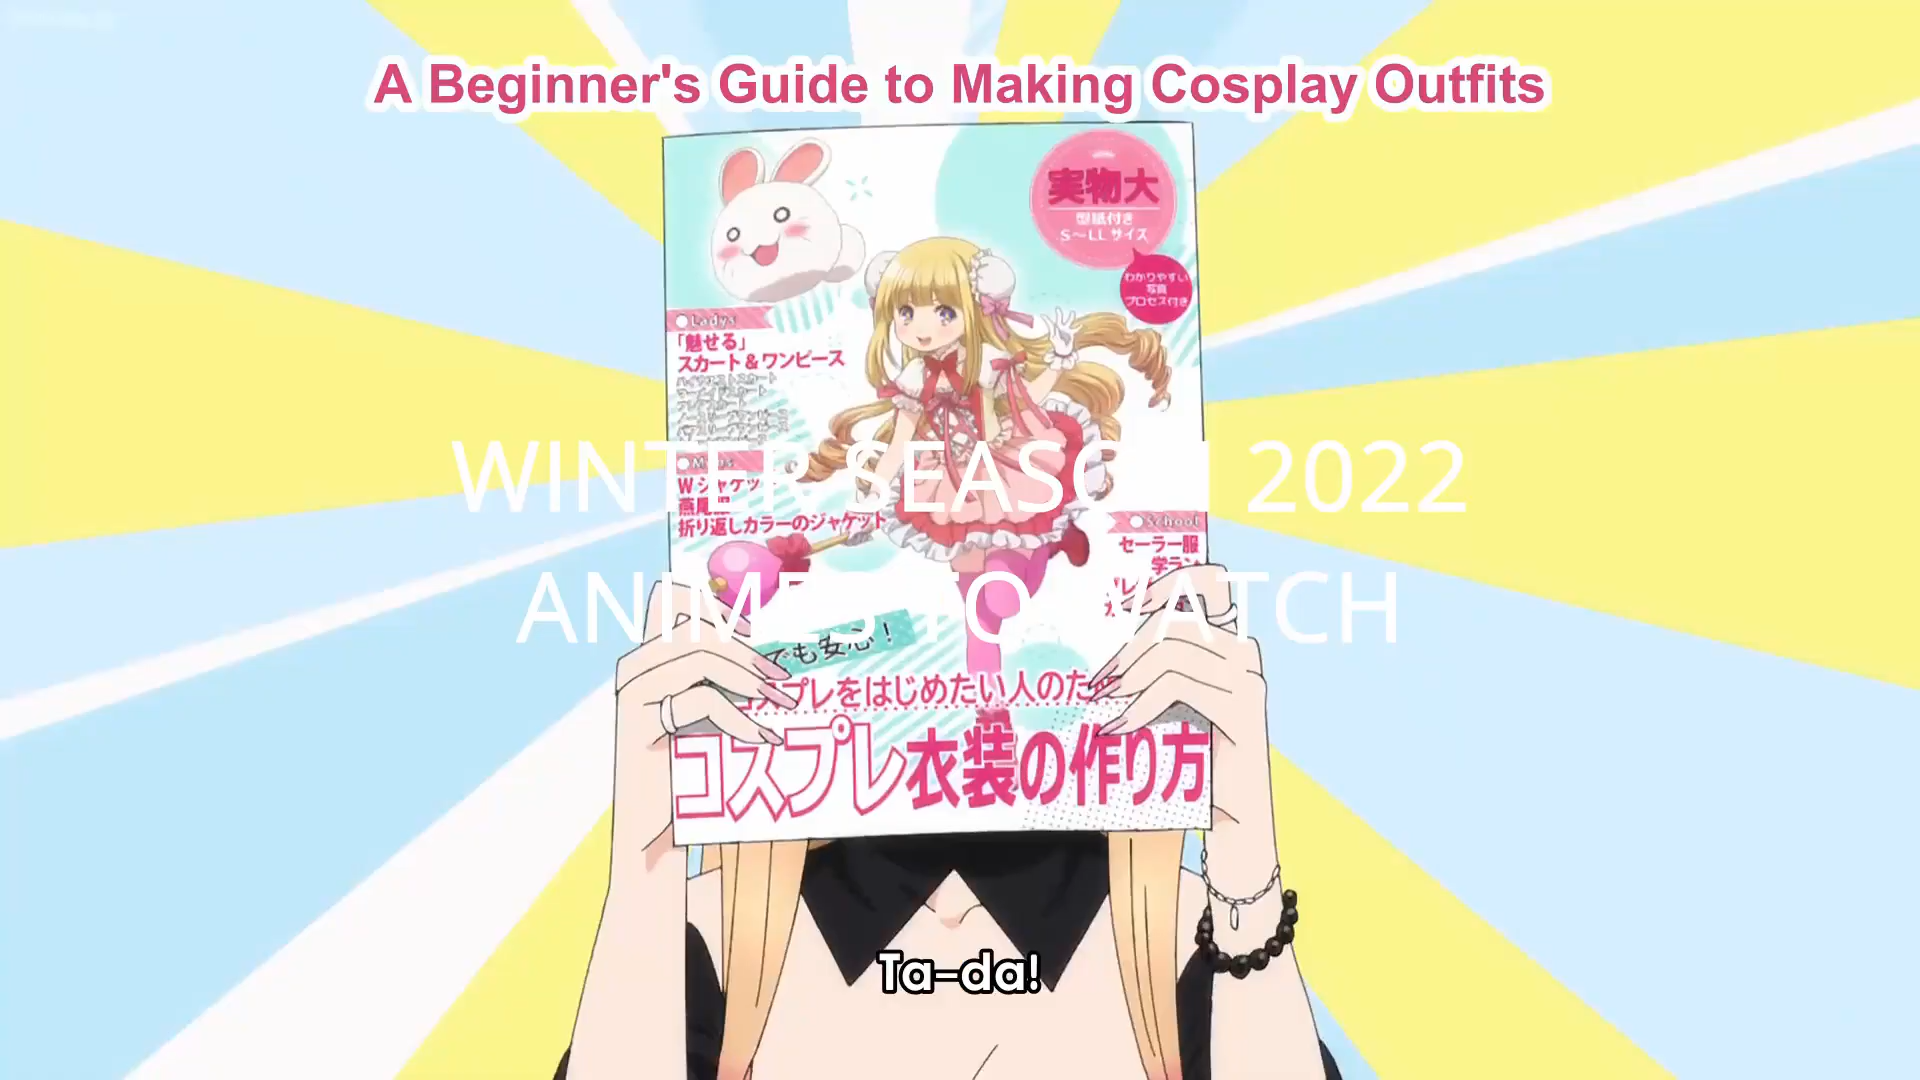 A Beginner's Guide to Making Cosplay Outfits
実物大
型紙付き
S～LLサイズ
わかりやすい
写真
プロセス付き
Ladys
「魅せる」
スカート&ワンピース
WINTER SEASON 2022
Wジャケッ
折り返しカラーのジャケット
School
セーラー服
学ラン
ANIMES TO WATCH
でも安心！
コスプレをはじめたい人のた
コスプレ衣装の作り方
Ta-da!